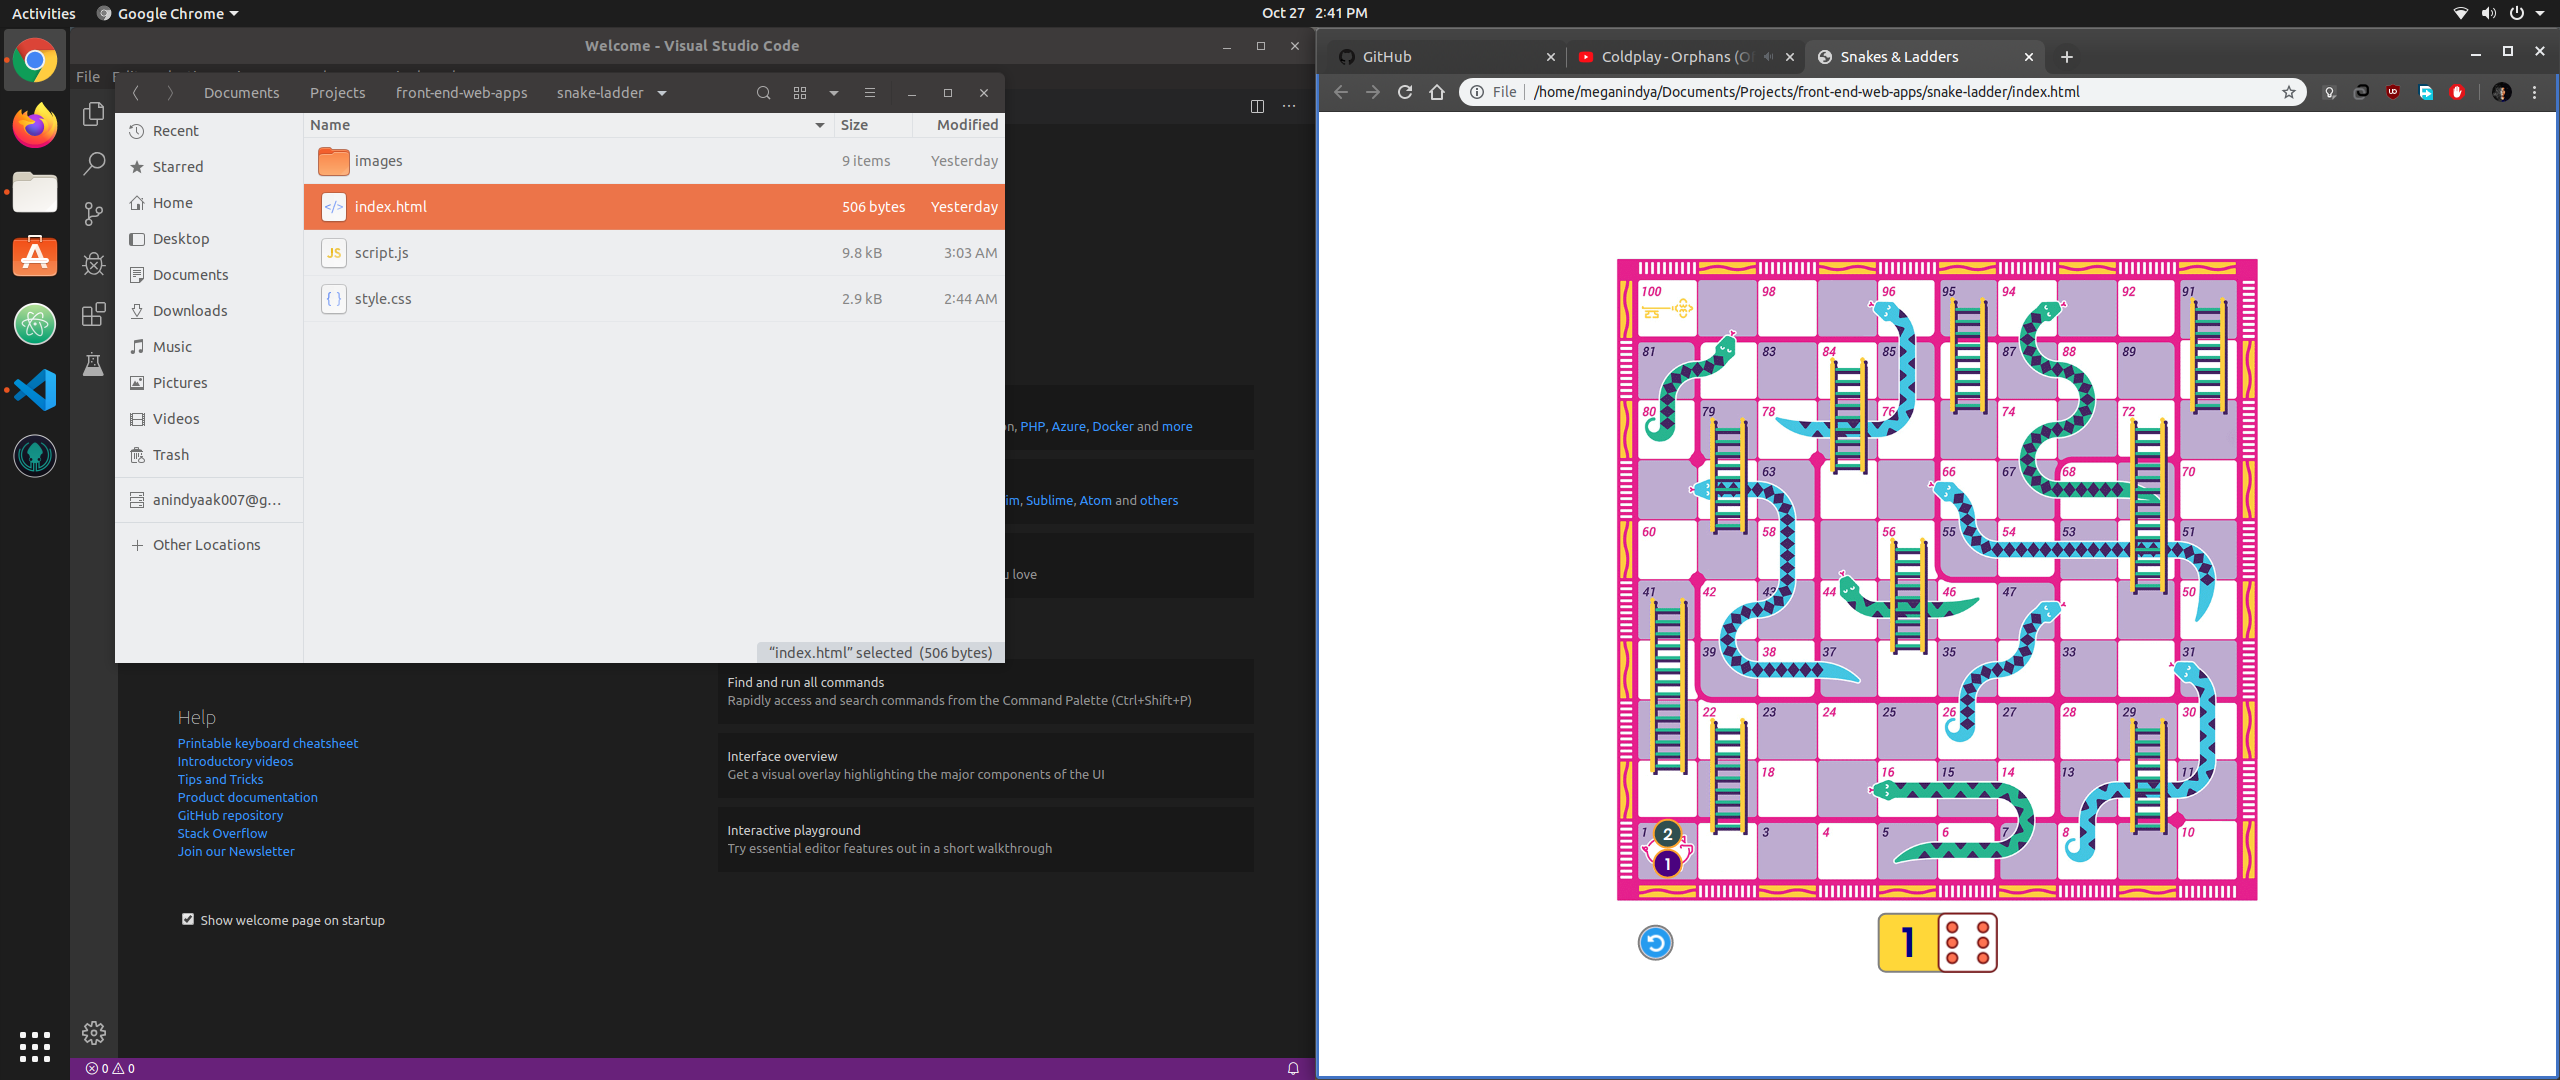 Activities
Google Chrome
Oct 27 2:41 PM
Welcome - Visual Studio Code
File
Documents
Projects
front-end-web-apps
snake-ladder
Recent
Starred
Home
Desktop
Documents
Downloads
Music
Pictures
Videos
Trash
anindyaak007@g...
Other Locations
Name Size Modified
images 9 items Yesterday
index.html 506 bytes Yesterday
script.js 9.8 kB 3:03 AM
style.css 2.9 kB 2:44 AM
"index.html" selected (506 bytes)
PHP, Azure, Docker and more
Sublime, Atom and others
love
Help
Printable keyboard cheatsheet
Introductory videos
Tips and Tricks
Product documentation
GitHub repository
Stack Overflow
Join our Newsletter
Show welcome page on startup
Find and run all commands
Rapidly access and search commands from the Command Palette (Ctrl+Shift+P)
Interface overview
Get a visual overlay highlighting the major components of the UI
Interactive playground
Try essential editor features out in a short walkthrough
0 0
GitHub
Coldplay - Orphans (O
Snakes & Ladders
File /home/meganindya/Documents/Projects/front-end-web-apps/snake-ladder/index.html
100 98 96 95 94 92 91
81 83 84 85 87 88 89
80 79 78 76 74 72
63 66 67 68 70
60 58 56 55 54 53 51
41 42 43 44 46 47 50
39 38 37 35 33 31
22 23 24 25 26 27 28 29 30
18 16 15 14 13 11
1 3 4 5 6 7 8 10
2
1
1